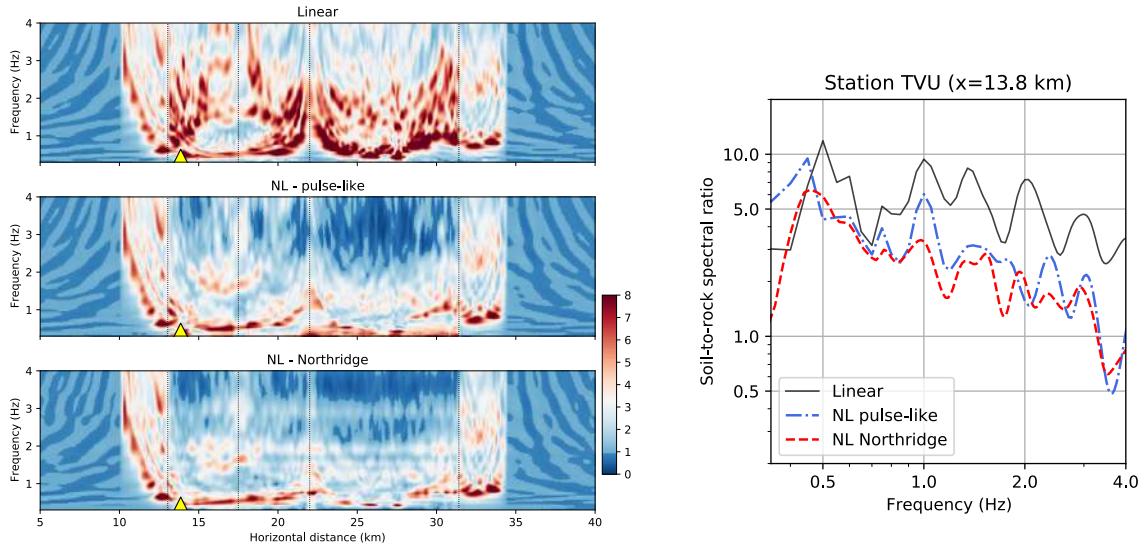 Linear
Frequency (Hz)
4
3
2
1
NL - pulse-like
Frequency (Hz)
4
3
2
1
NL - Northridge
Frequency (Hz)
4
3
2
1
5 10 15 20 25 30 35 40
Horizontal distance (km)
8
7
6
5
4
3
2
1
0
Station TVU (x=13.8 km)
Soil-to-rock spectral ratio
10.0
5.0
1.0
0.5
Linear
NL pulse-like
NL Northridge
0.5 1.0 2.0 4.0
Frequency (Hz)